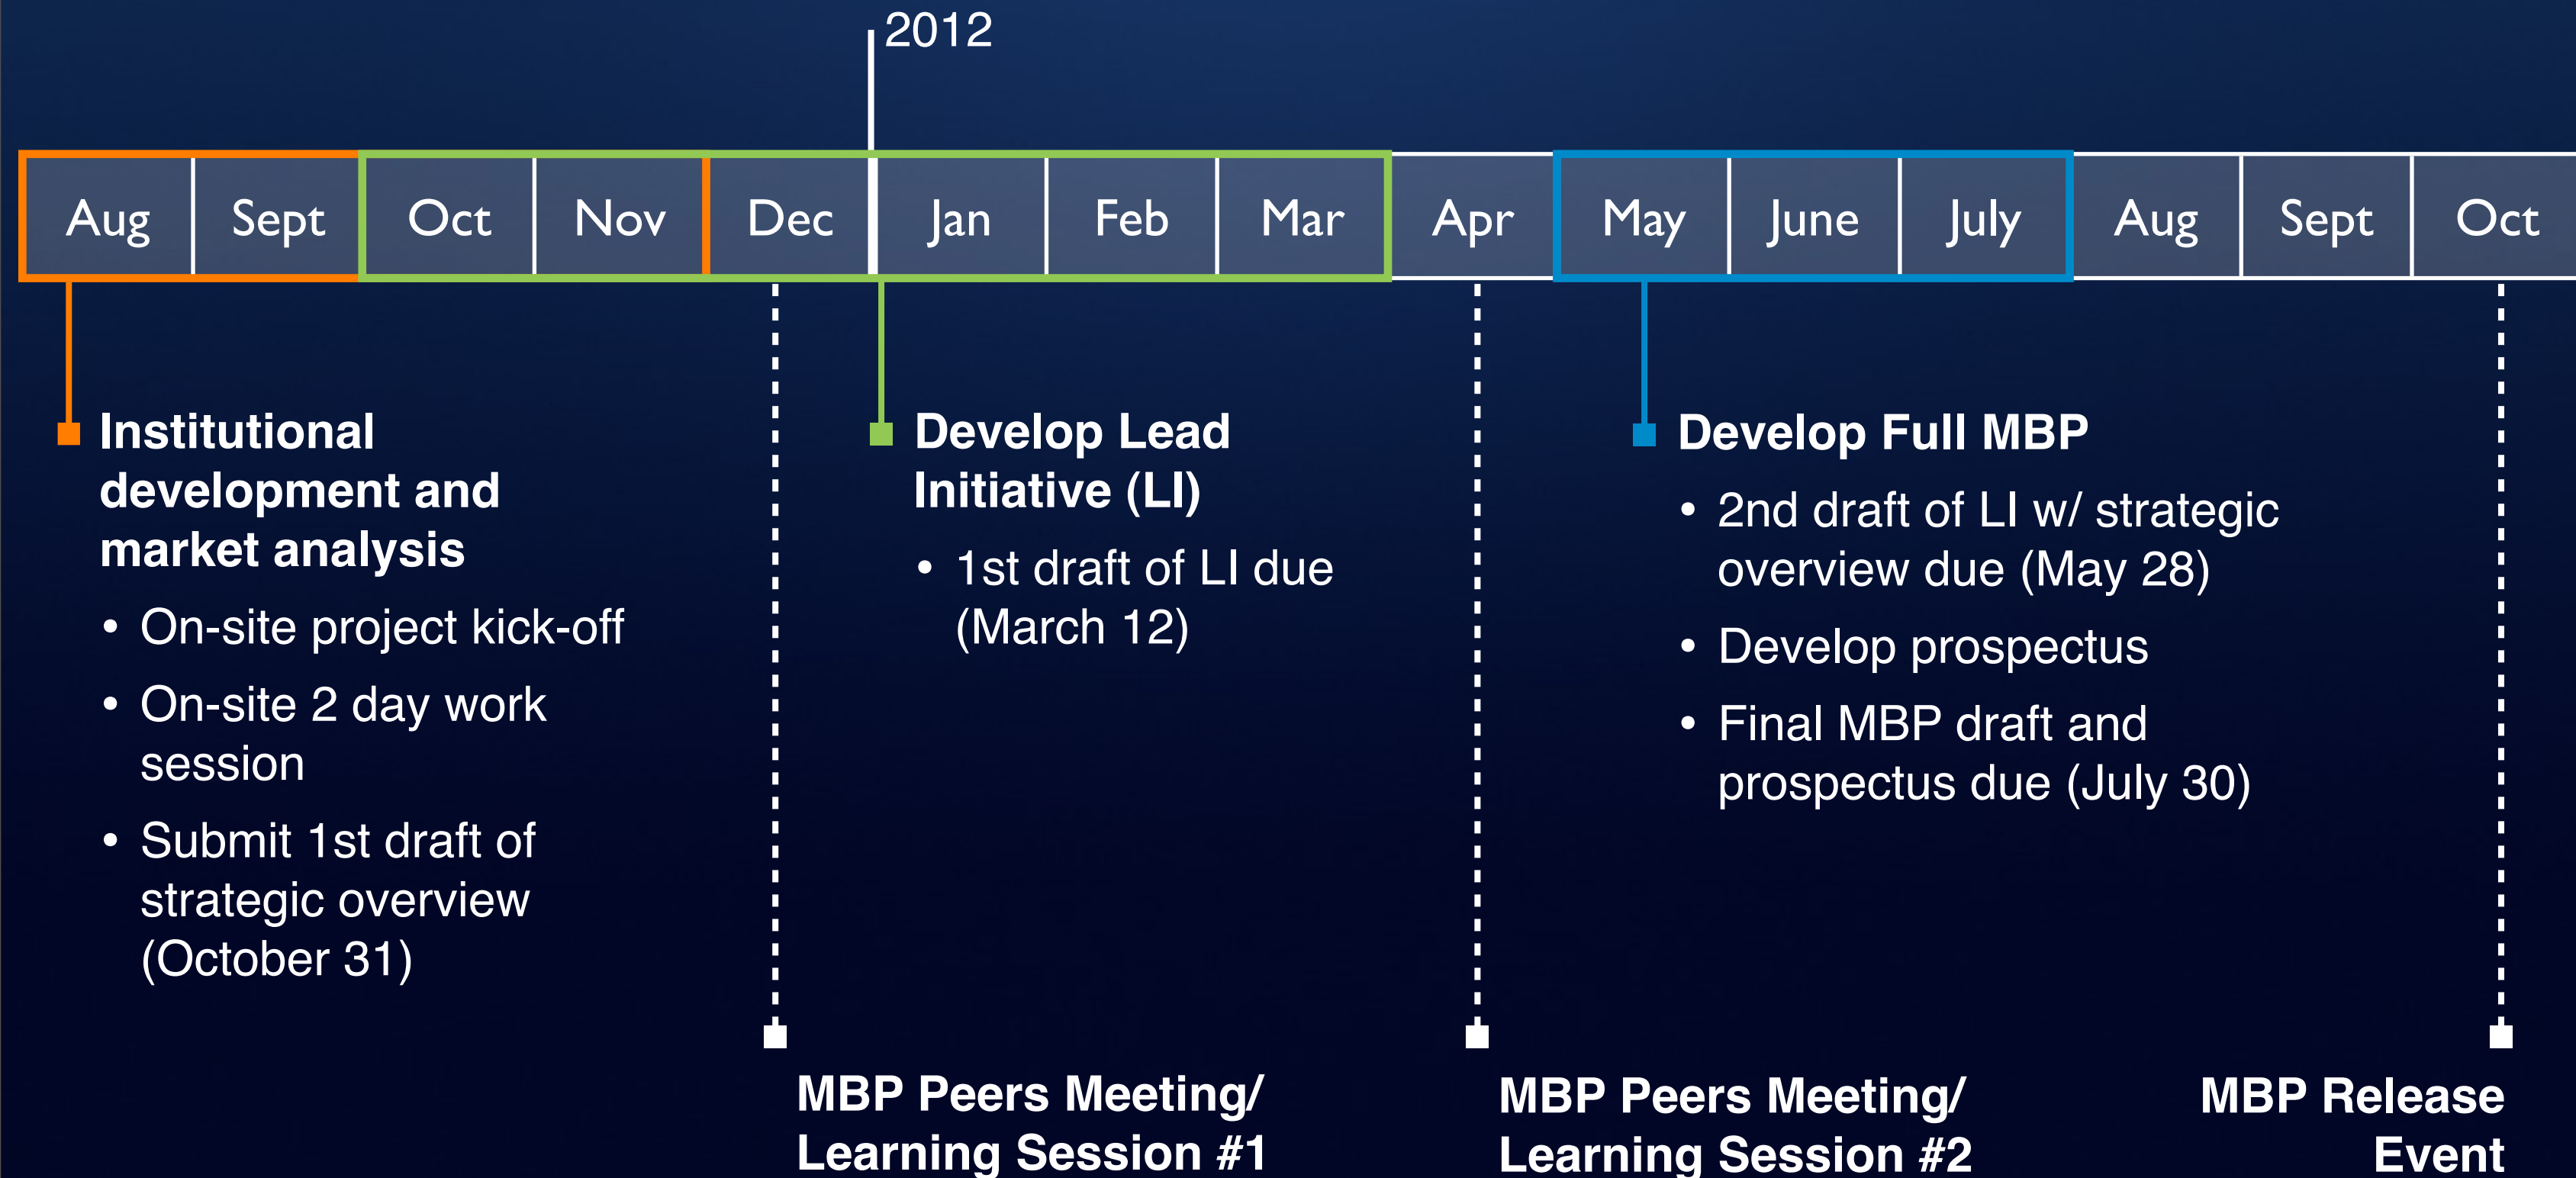 2012
Aug Sept Oct Nov Dec Jan Feb Mar Apr May June July Aug Sept Oct
Institutional
development and
market analysis
• On-site project kick-off
• On-site 2 day work
session
• Submit 1st draft of
strategic overview
(October 31)
Develop Lead
Initiative (LI)
• 1st draft of LI due
(March 12)
Develop Full MBP
• 2nd draft of LI w/ strategic
overview due (May 28)
• Develop prospectus
• Final MBP draft and
prospectus due (July 30)
MBP Peers Meeting/
Learning Session #1
MBP Peers Meeting/
Learning Session #2
MBP Release
Event